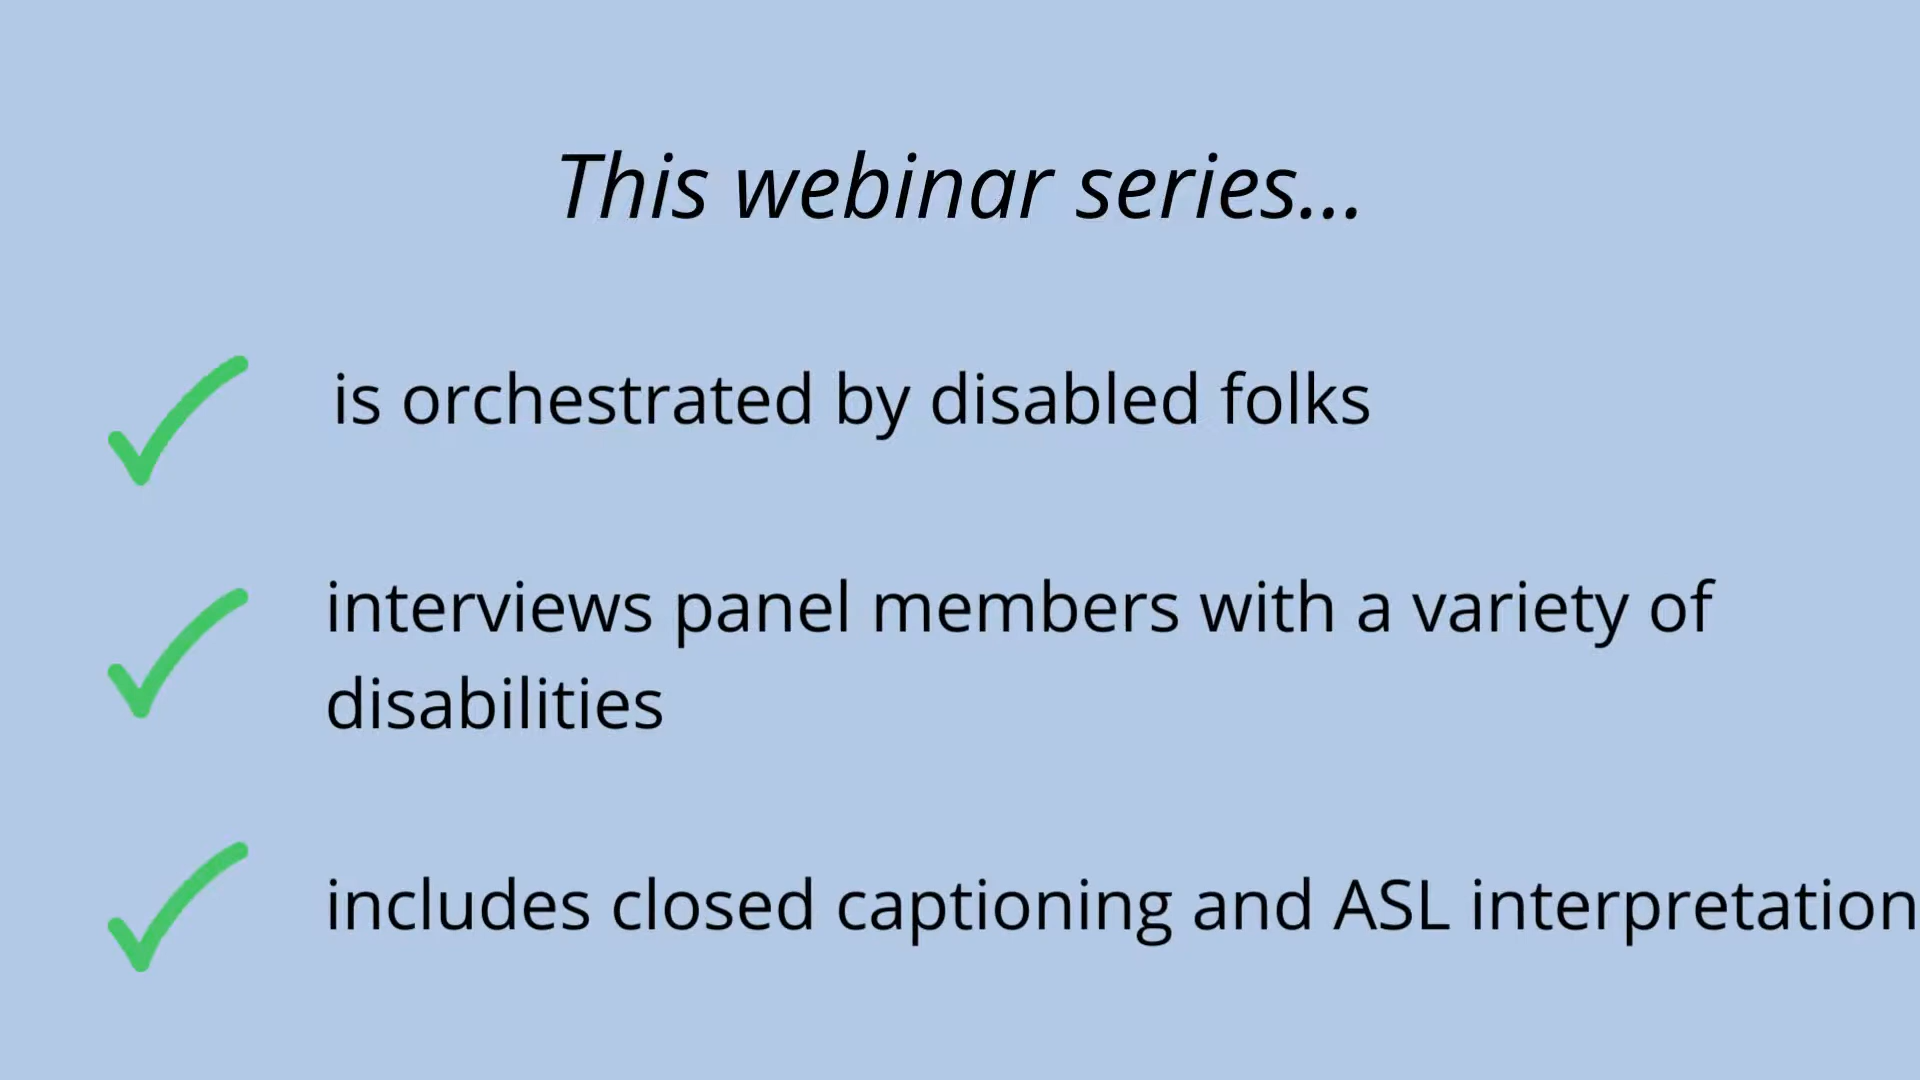 This webinar series...
is orchestrated by disabled folks
interviews panel members with a variety of
disabilities
includes closed captioning and ASL interpretation